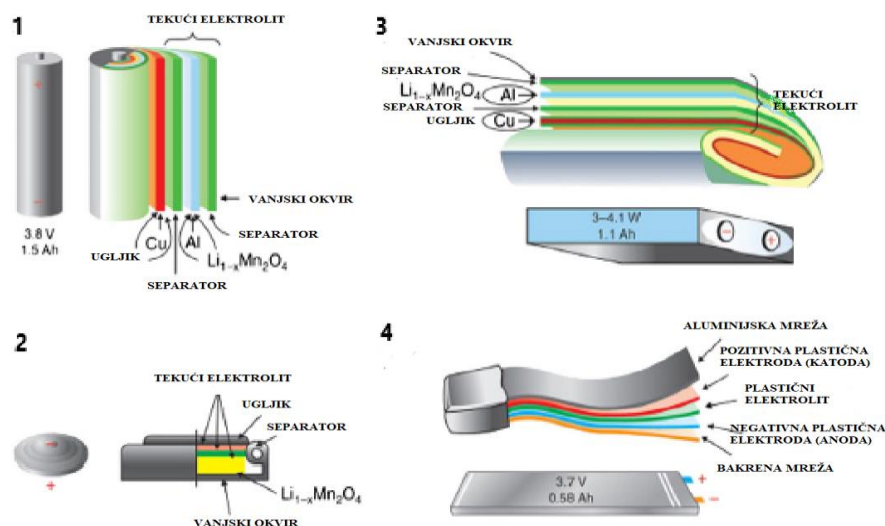 1
TEKUĆI ELEKTROLIT
3.8 V
1.5 Ah
VANJSKI OKVIR
SEPARATOR
Cu
Al
UGLJIK
Li1-xMn2O4
SEPARATOR
2
TEKUĆI ELEKTROLIT
UGLJIK
SEPARATOR
Li1-xMn2O4
VANJSKI OKVIR
3
VANJSKI OKVIR
SEPARATOR
Li1-xMn2O4 Al
SEPARATOR
UGLJIK Cu
TEKUĆI
ELEKTROLIT
3–4.1 W
1.1 Ah
4
ALUMINIJSKA MREŽA
POZITIVNA PLASTIČNA
ELEKTRODA (KATODA)
PLASTIČNI
ELEKTROLIT
NEGATIVNA PLASTIČNA
ELEKTRODA (ANODA)
BAKRENA MREŽA
3.7 V
0.58 Ah